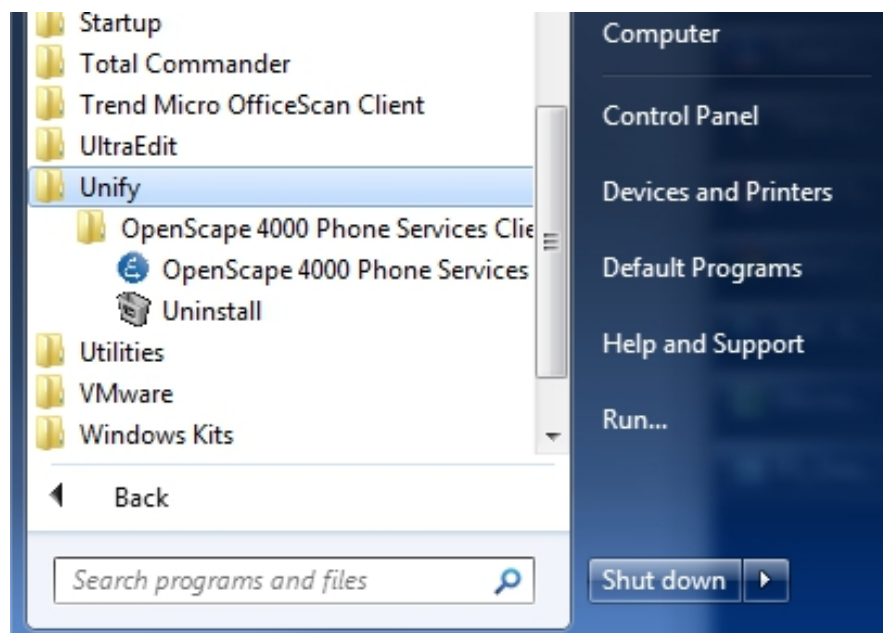 Startup
Total Commander
Trend Micro OfficeScan Client
UltraEdit
Unify
OpenScape 4000 Phone Services Clie
OpenScape 4000 Phone Services
Uninstall
Utilities
VMware
Windows Kits
Back
Search programs and files
Computer
Control Panel
Devices and Printers
Default Programs
Help and Support
Run...
Shut down